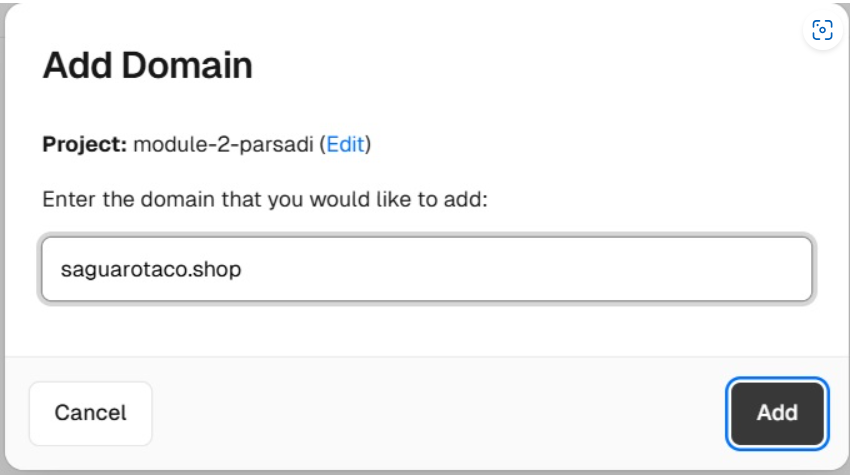 Add Domain
Project: module-2-parsadi (Edit)
Enter the domain that you would like to add:
saguarotaco.shop
Cancel
Add